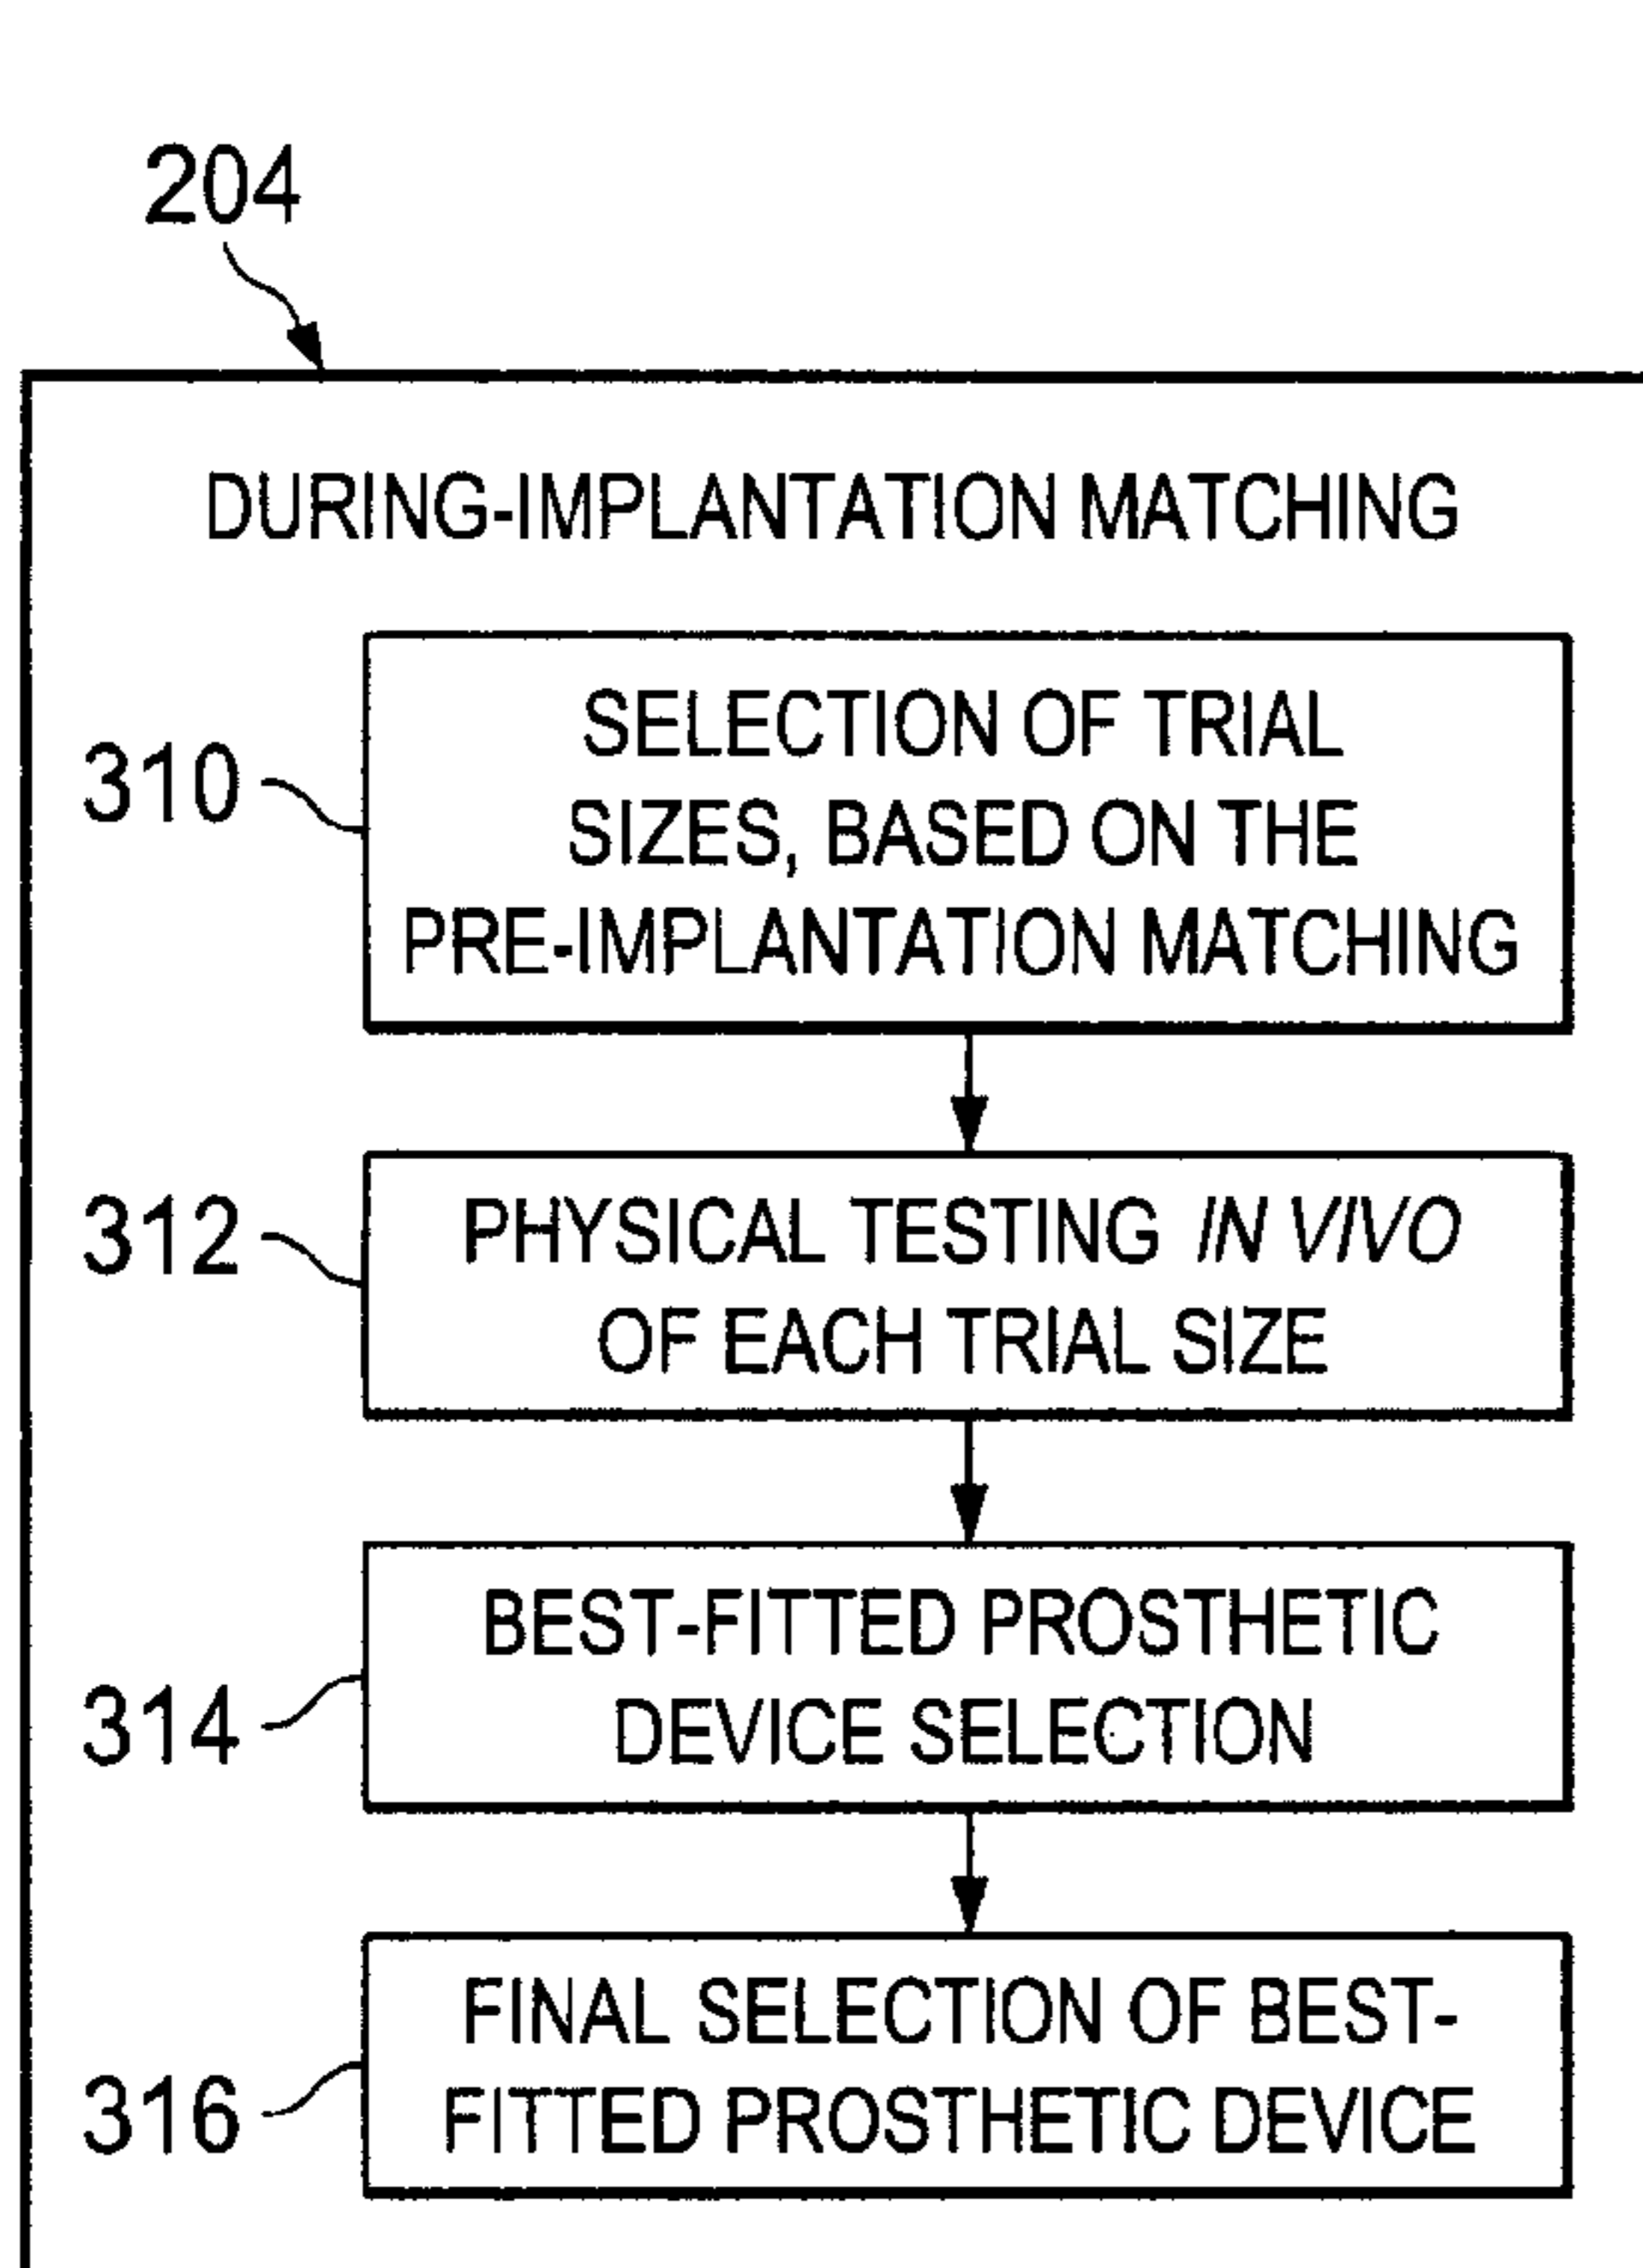 204
DURING-IMPLANTATION MATCHING
SELECTION OF TRIAL
310
SIZES, BASED ON THE
PRE-IMPLANTATION MATCHING
312
PHYSICAL TESTING IN VIVO
OF EACH TRIAL SIZE
BEST-FITTED PROSTHETIC
314
DEVICE SELECTION
FINAL SELECTION OF BEST-
316
FITTED PROSTHETIC DEVICE